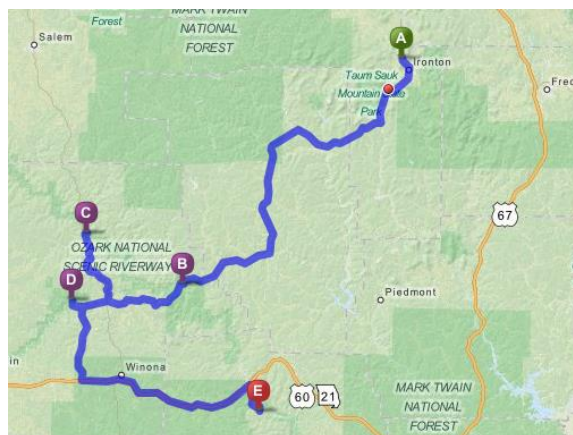 MARK TWAIN
NATIONAL
FOREST
Forest
Salem
A
Ironton
Taum Sauk
Mountain
Park
Fred
67
C
OZARK NATIONAL
SCENIC RIVERWAY
B
D
Piedmont
Winona
E
60 21
MARK TWAIN
NATIONAL
FOREST